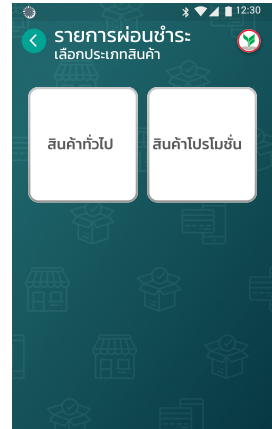 12:30
รายการผ่อนชำระ
เลือกประเภทสินค้า
สินค้าทั่วไป
สินค้าโปรโมชั่น